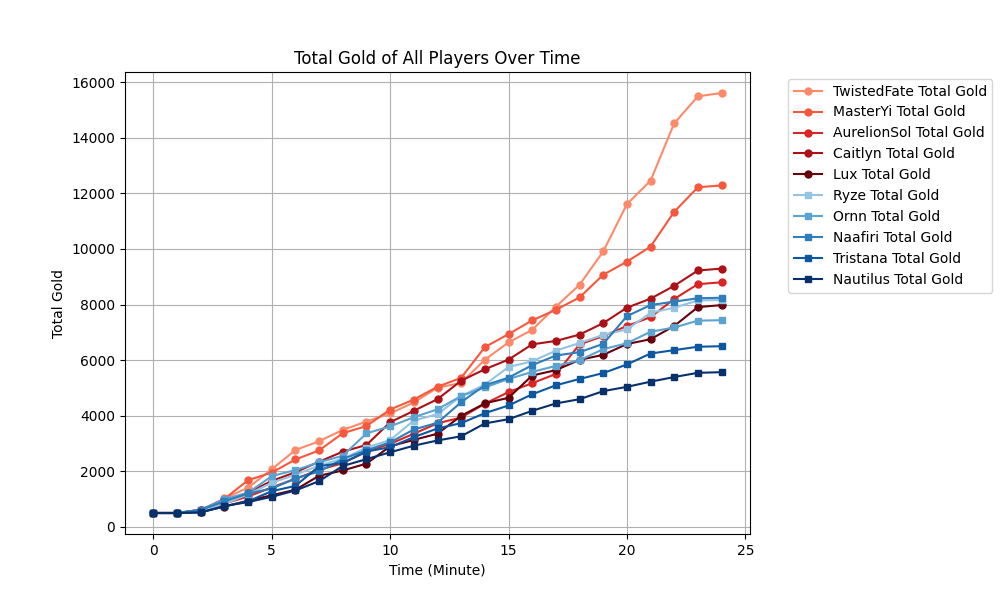 Total Gold of All Players Over Time
16000
14000
12000
10000
8000
6000
4000
2000
0
Total Gold
0 5 10 15 20 25
Time (Minute)
TwistedFate Total Gold
MasterYi Total Gold
AurelionSol Total Gold
Caitlyn Total Gold
Lux Total Gold
Ryze Total Gold
Ornn Total Gold
Naafiri Total Gold
Tristana Total Gold
Nautilus Total Gold